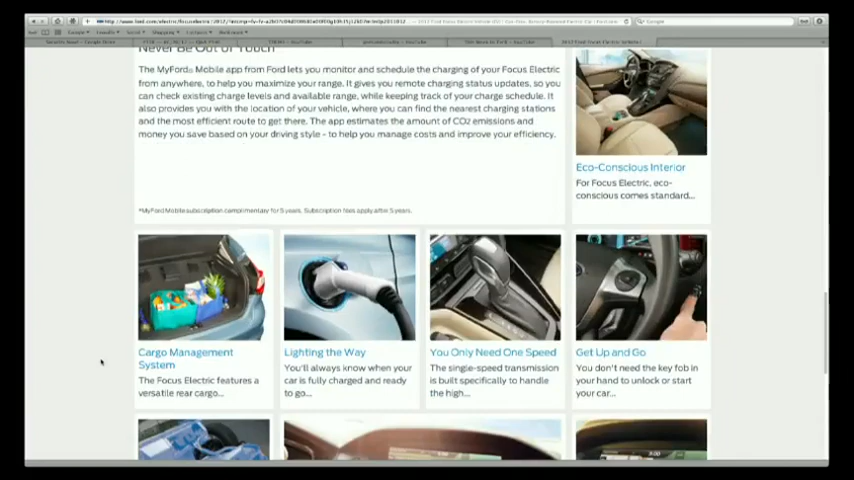 Never Be Out of Touch
The MyFord® Mobile app from Ford lets you monitor and schedule the charging of your Focus Electric
from anywhere, to help you maximize your range. It gives you remote charging status updates, so you
can check existing charge levels and available range, while keeping track of your charge schedule. It
also provides you with the location of your vehicle, where you can find the nearest charging stations
and the most efficient route to get there. The app estimates the amount of CO2 emissions and
money you save based on your driving style - to help you manage costs and improve your efficiency.
*MyFord Mobile subscription complimentary for 5 years. Subscription fees apply after 5 years.
Eco-Conscious Interior
For Focus Electric, eco-
conscious comes standard...
Cargo Management
System
The Focus Electric features a
versatile rear cargo...
Lighting the Way
You'll always know when your
car is fully charged and ready
to go...
You Only Need One Speed
The single-speed transmission
is built specifically to handle
the high...
Get Up and Go
You don't need the key fob in
your hand to unlock or start
your car...